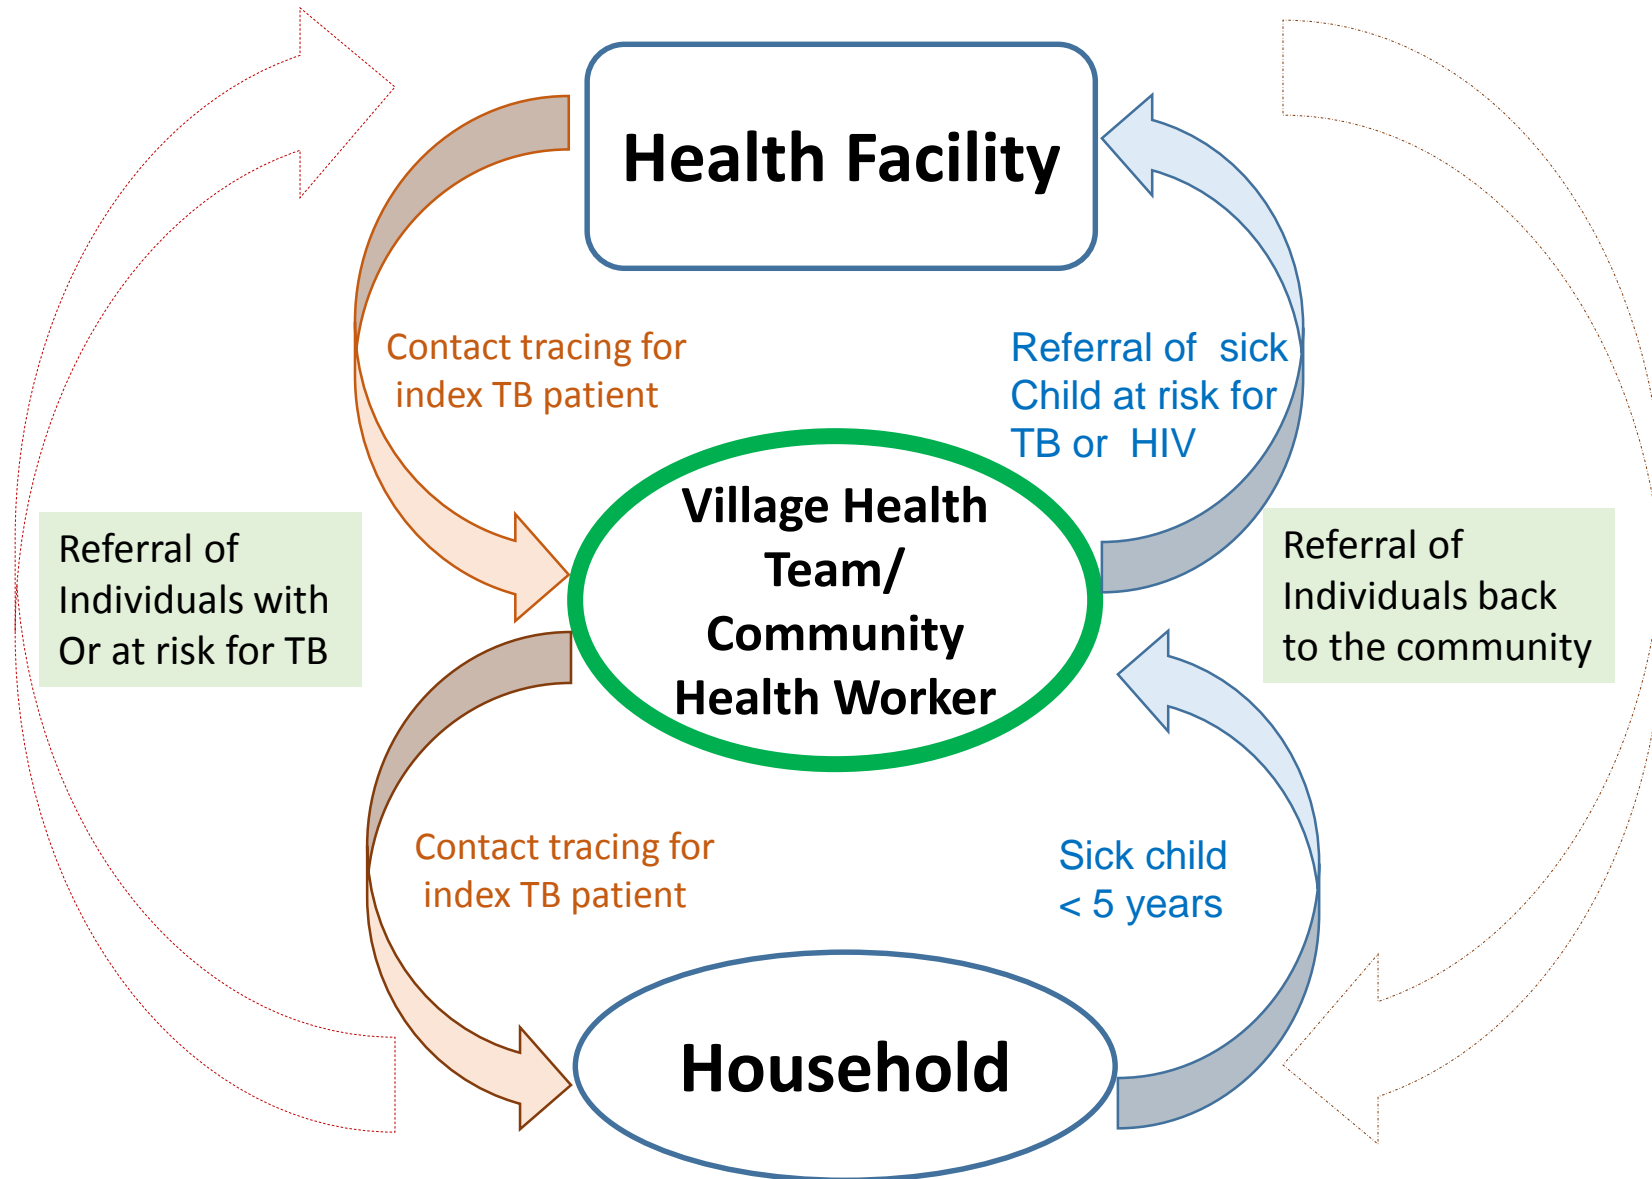 Health Facility
Contact tracing for
index TB patient
Referral of  sick
Child at risk for
TB or  HIV
Referral of
Individuals with
Or at risk for TB
Village Health
Team/
Community
Health Worker
Referral of
Individuals back
to the community
Contact tracing for
index TB patient
Sick child
< 5 years
Household